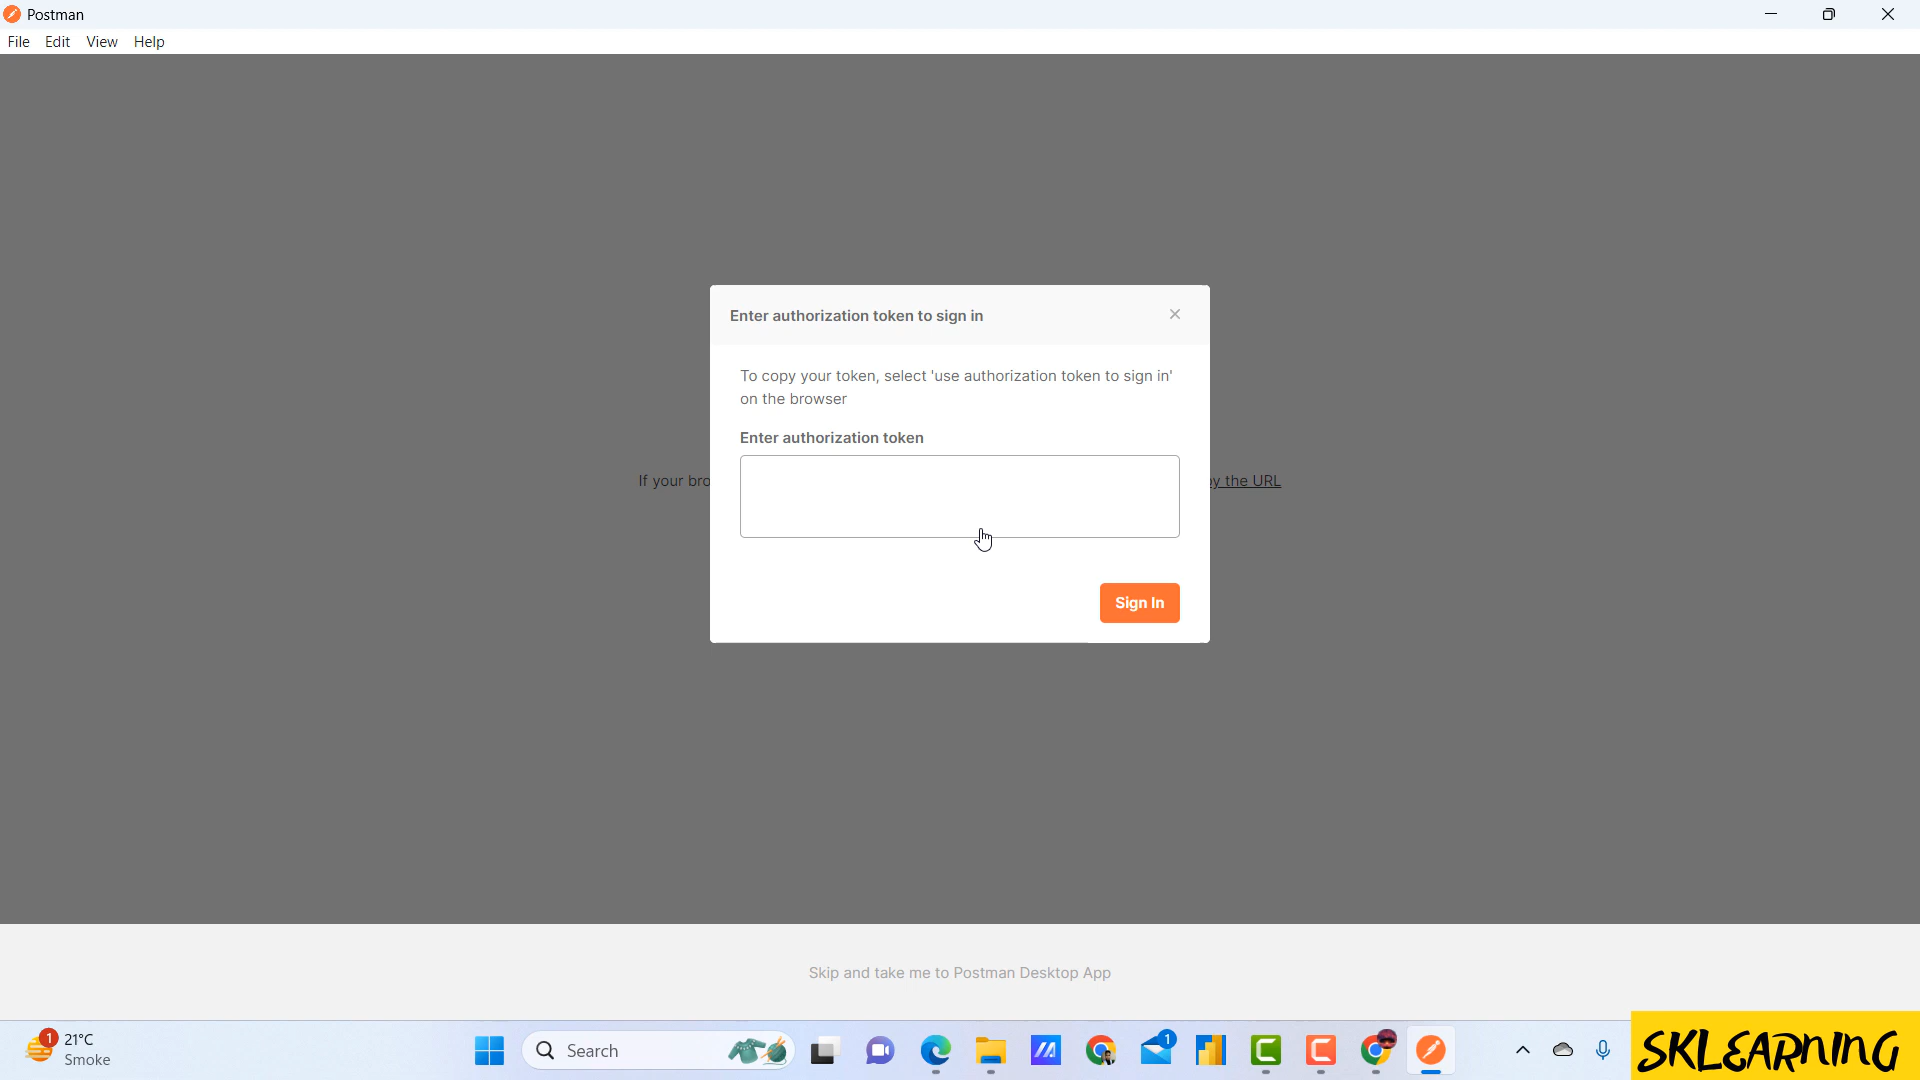 Postman
File Edit View Help
Enter authorization token to sign in
To copy your token, select 'use authorization token to sign in'
on the browser
Enter authorization token
If your bro
y the URL
Sign In
Skip and take me to Postman Desktop App
1
21°C
Smoke
Search
1
SKLEARNING